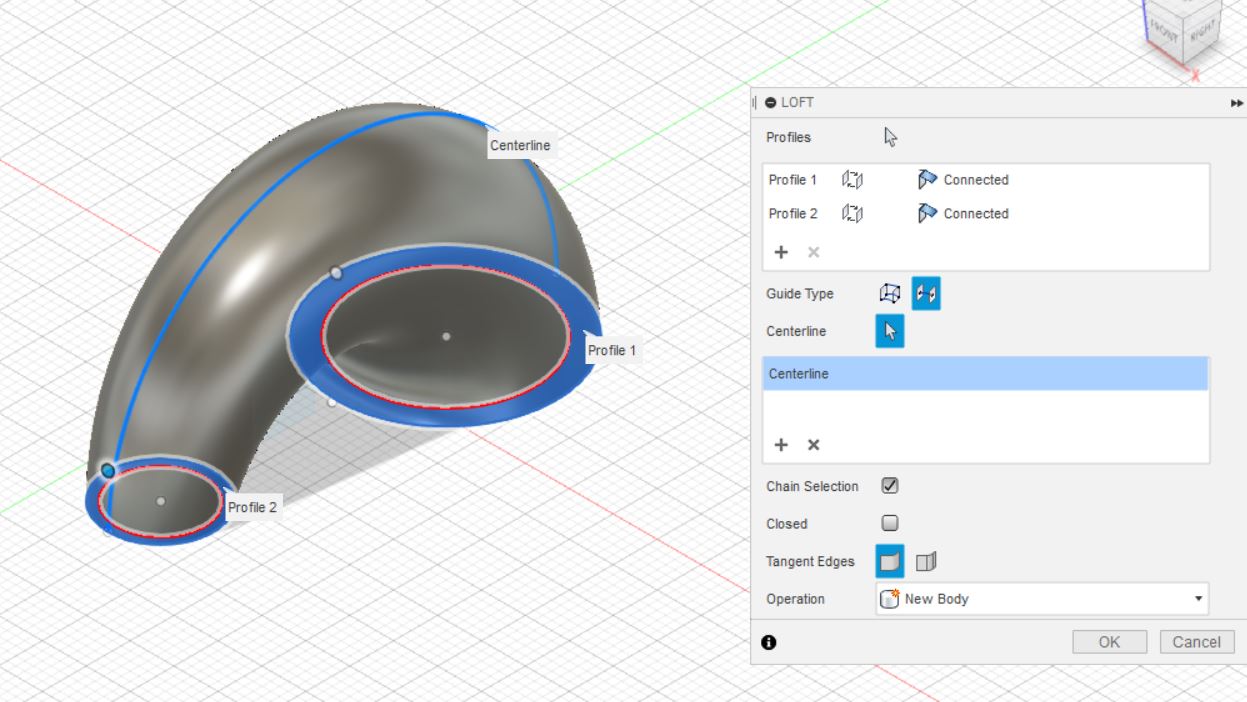 FRONT
RIGHT
X
LOFT
Profiles
Profile 1 Connected
Profile 2 Connected
Guide Type
Centerline
Centerline
Chain Selection
Closed
Tangent Edges
Operation New Body
OK Cancel
Centerline
Profile 1
Profile 2